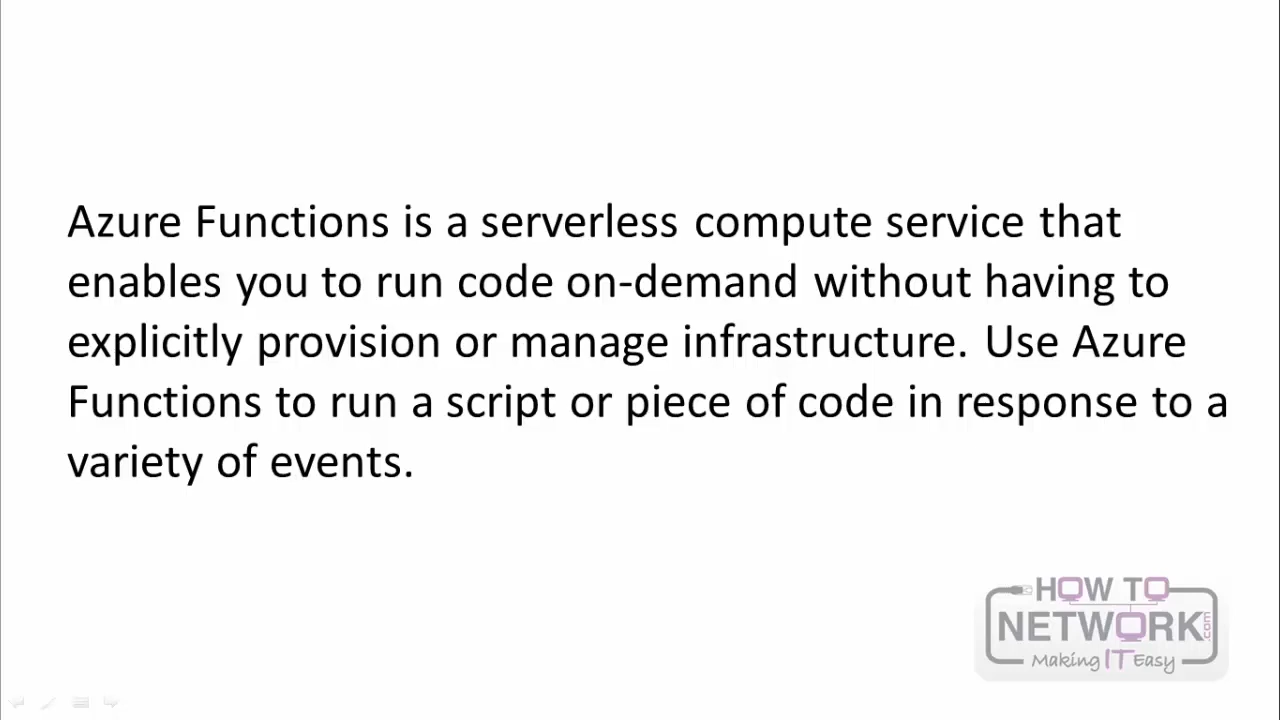 Azure Functions is a serverless compute service that
enables you to run code on-demand without having to
explicitly provision or manage infrastructure. Use Azure
Functions to run a script or piece of code in response to a
variety of events.
HOW TO
NETWORK.com
Making IT Easy